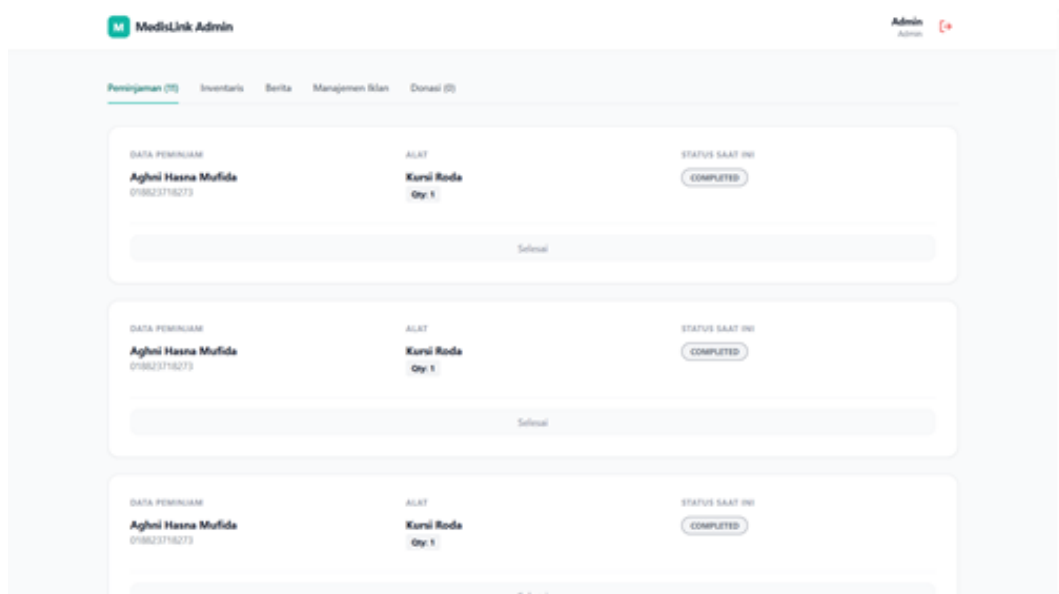 M MedisLink Admin
Admin
Admin
Peminjaman (11) Inventaris Berita Manajemen Iklan Donasi (0)
DATA PEMINJAM ALAT STATUS SAAT INI
Aghni Hasna Mufida Kursi Roda COMPLETED
018823718273 Qty: 1
Selesai
DATA PEMINJAM ALAT STATUS SAAT INI
Aghni Hasna Mufida Kursi Roda COMPLETED
018823718273 Qty: 1
Selesai
DATA PEMINJAM ALAT STATUS SAAT INI
Aghni Hasna Mufida Kursi Roda COMPLETED
018823718273 Qty: 1